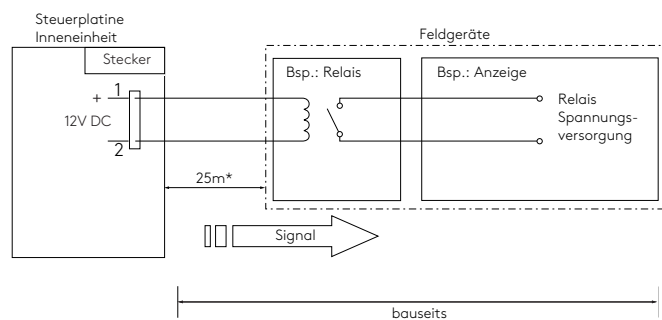 Steuerplatine
Inneneinheit
Stecker
Feldgeräte
Bsp.: Relais
Bsp.: Anzeige
1
+
12V DC
2
Relais
Spannungs-
versorgung
25m*
Signal
bauseits